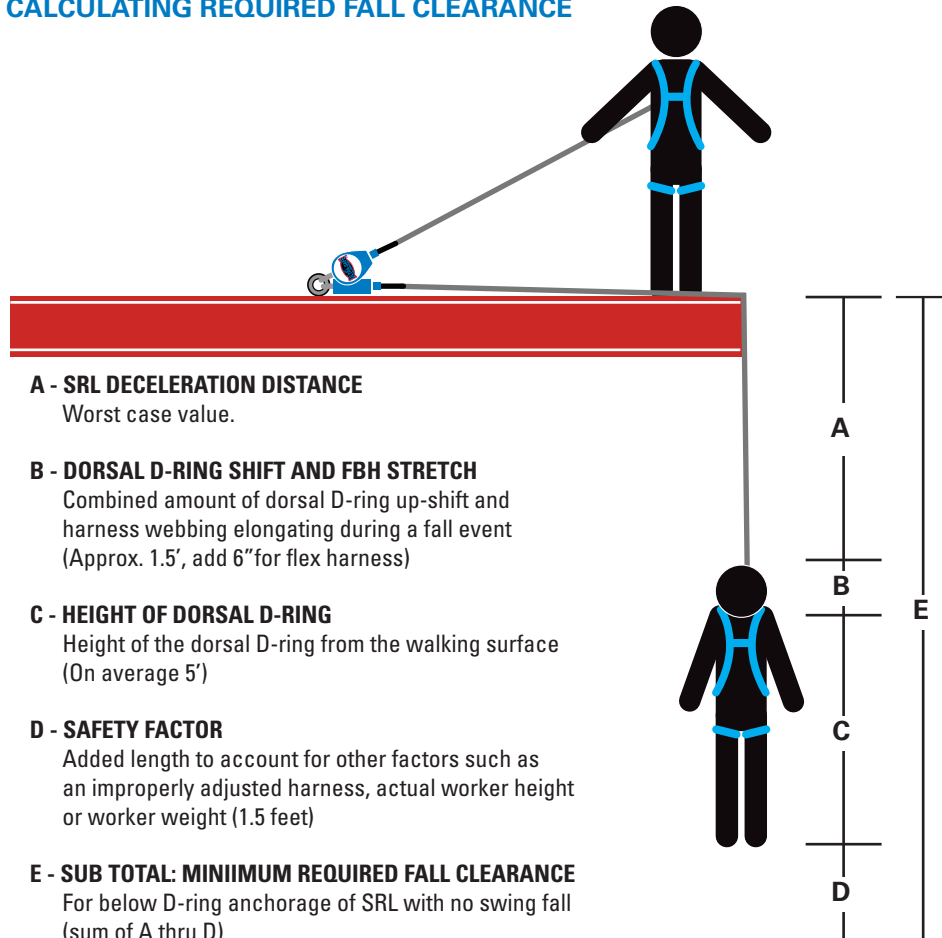 CALCULATING REQUIRED FALL CLEARANCE
A - SRL DECELERATION DISTANCE
Worst case value.
B - DORSAL D-RING SHIFT AND FBH STRETCH
Combined amount of dorsal D-ring up-shift and
harness webbing elongating during a fall event
(Approx. 1.5’, add 6”for flex harness)
C - HEIGHT OF DORSAL D-RING
Height of the dorsal D-ring from the walking surface
(On average 5’)
D - SAFETY FACTOR
Added length to account for other factors such as
an improperly adjusted harness, actual worker height
or worker weight (1.5 feet)
E - SUB TOTAL: MINIIMUM REQUIRED FALL CLEARANCE
For below D-ring anchorage of SRL with no swing fall
(sum of A thru D)
A
B
E
C
D